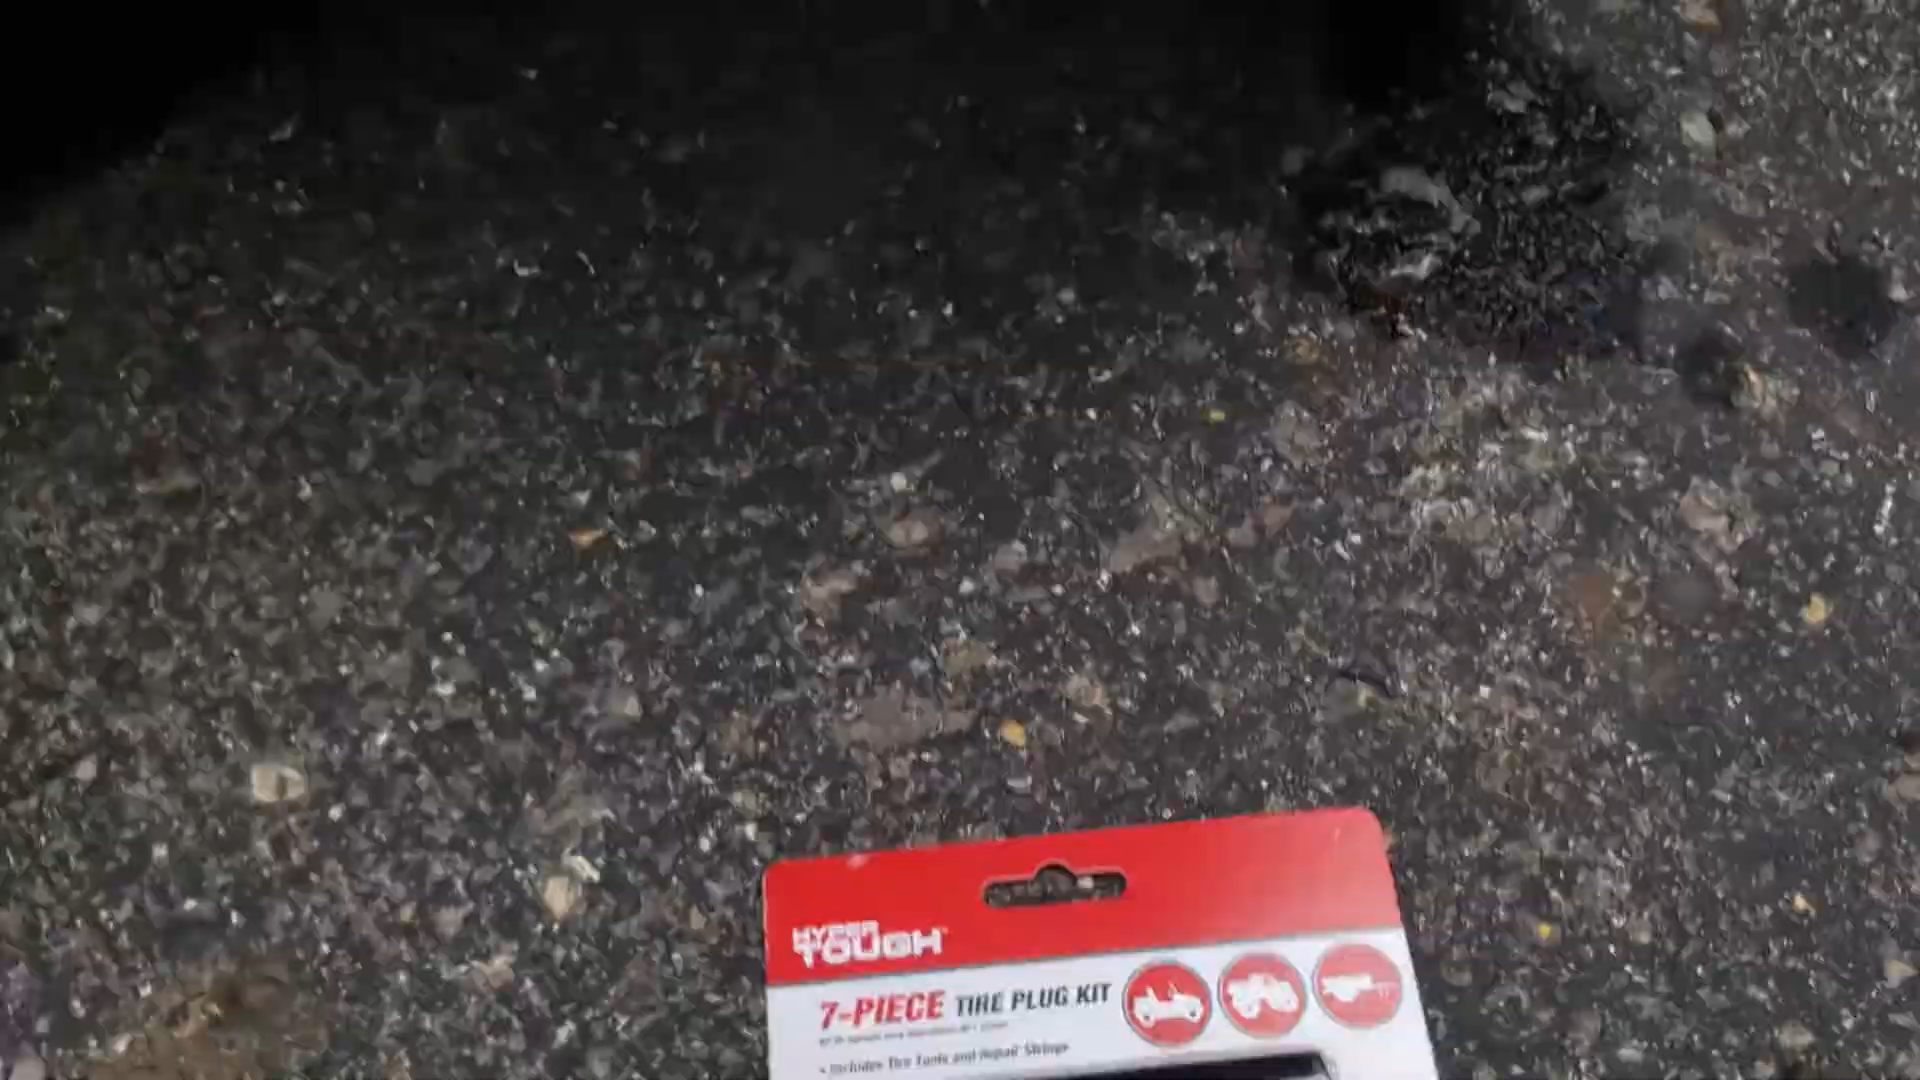 HYPER
TOUGH
7-PIECE TIRE PLUG KIT
• Includes Tire Tools and Repair Strings